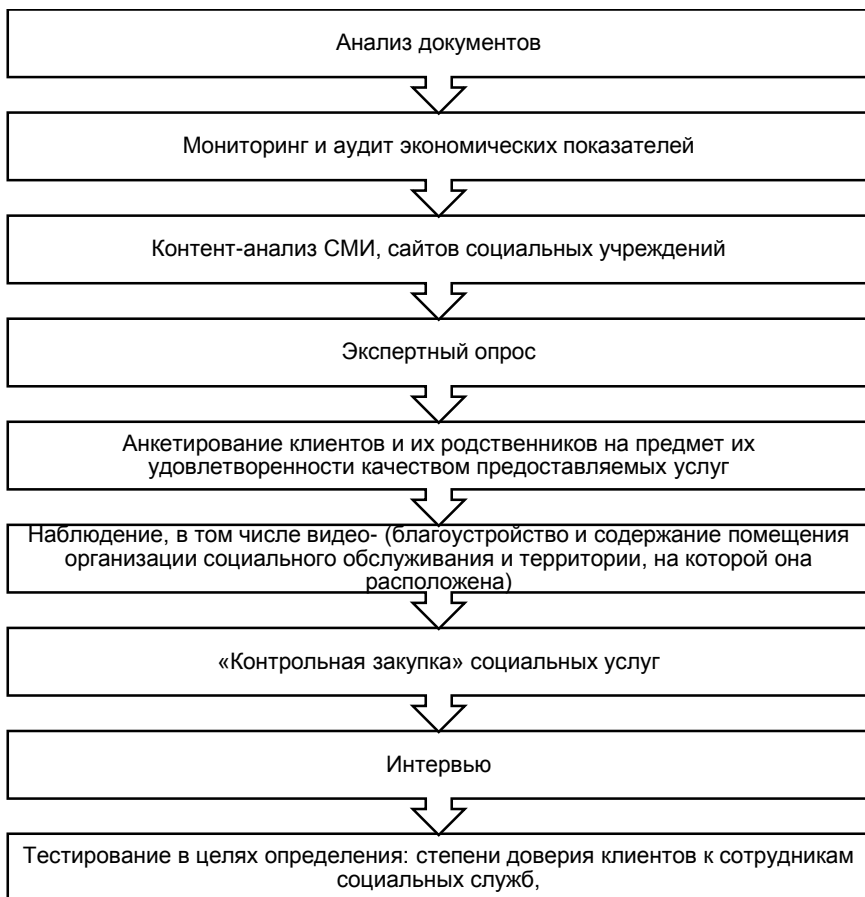 Анализ документов
Мониторинг и аудит экономических показателей
Контент-анализ СМИ, сайтов социальных учреждений
Экспертный опрос
Анкетирование клиентов и их родственников на предмет их
удовлетворенности качеством предоставляемых услуг
Наблюдение, в том числе видео- (благоустройство и содержание помещения
организации социального обслуживания и территории, на которой она
расположена)
«Контрольная закупка» социальных услуг
Интервью
Тестирование в целях определения: степени доверия клиентов к сотрудникам
социальных служб,